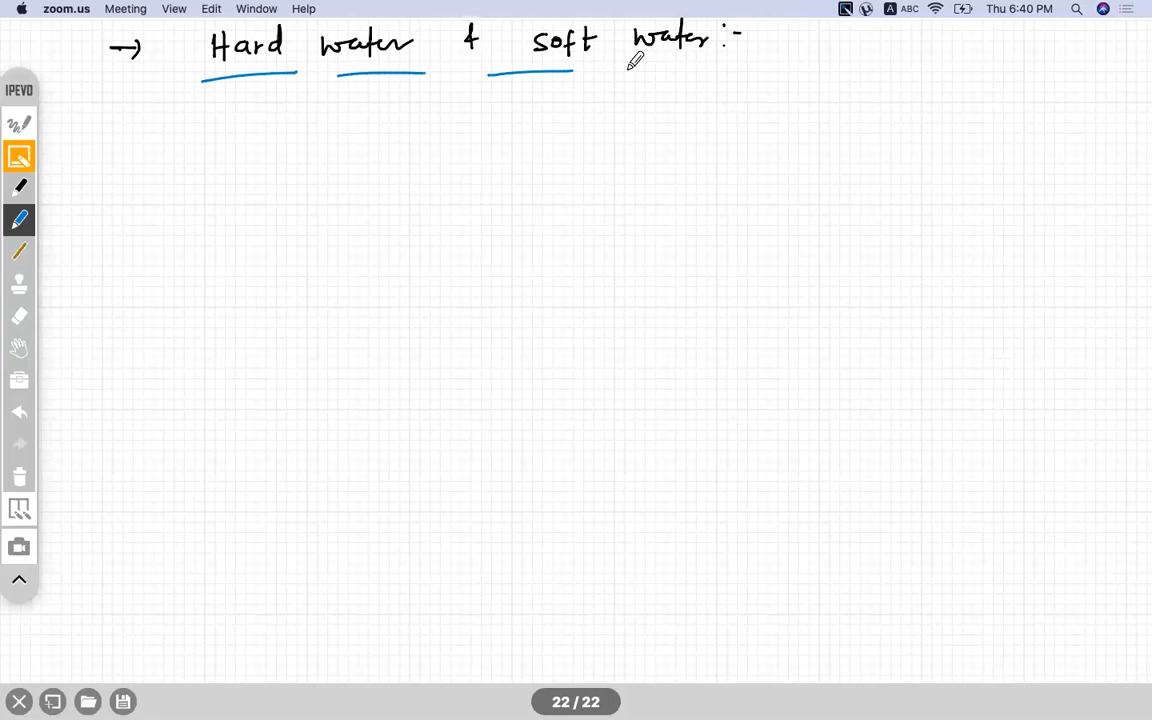 zoom.us Meeting View Edit Window Help A ABC Thu 6:40 PM
→ Hard water & soft water :-
IPEVO
22 / 22